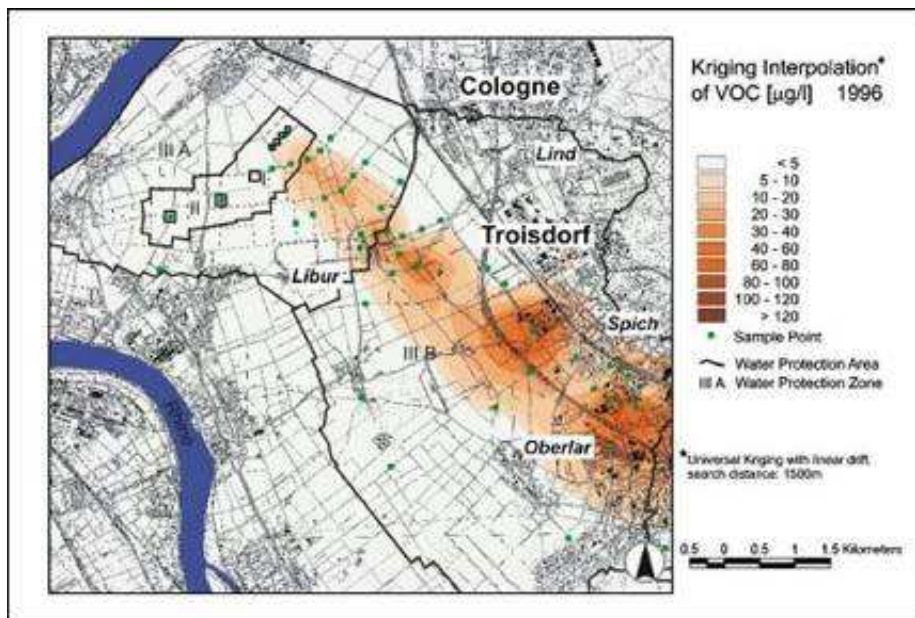 Kriging Interpolation*
of VOC [µg/l] 1996
< 5
5 - 10
10 - 20
20 - 30
30 - 40
40 - 60
60 - 80
80 - 100
100 - 120
> 120
Sample Point
Water Protection Area
III A Water Protection Zone
*Universal Kriging with linear drift,
search distance: 1500m
0.5 0 0.5 1 1.5 Kilometers
Cologne
Lind
III A
II
Troisdorf
Libur
Spich
III B
Oberlar